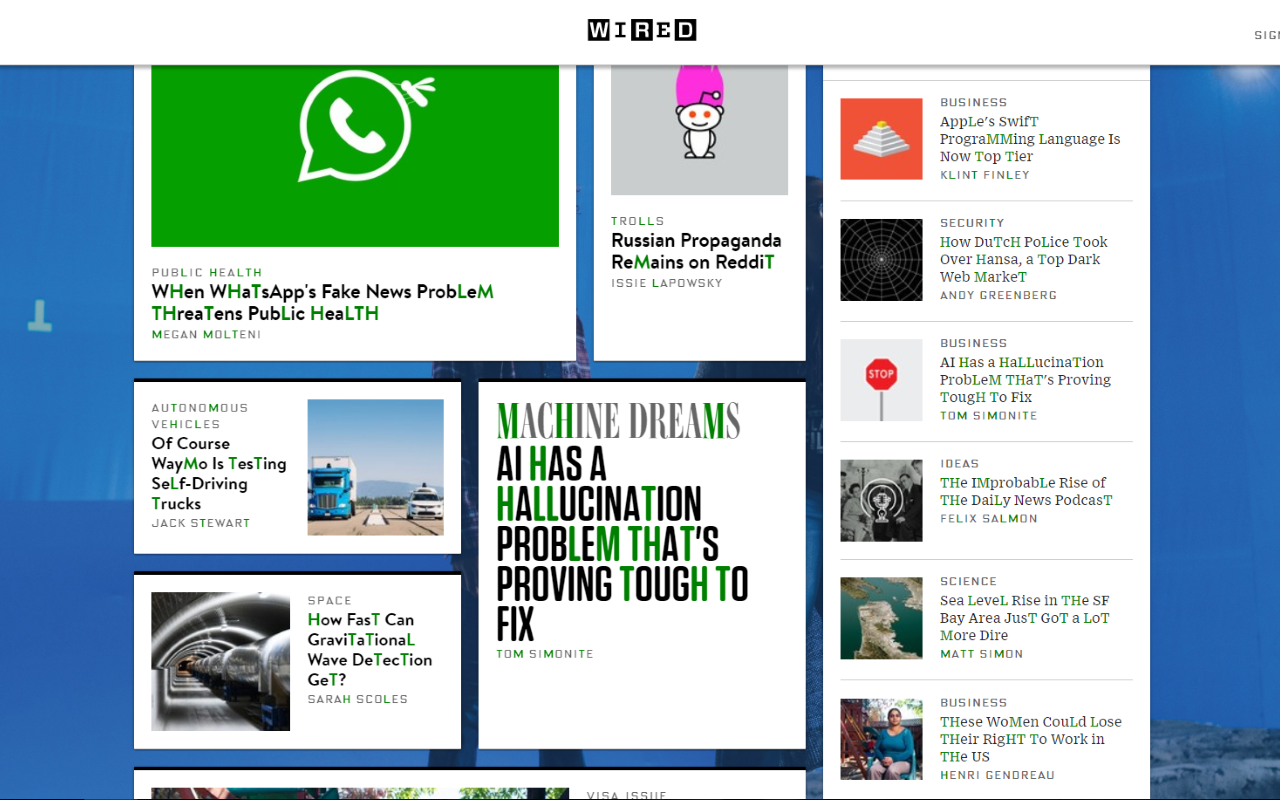 WIRED
SIGN
PUBLIC HEALTH
WHen WHaTsApp's Fake News ProbLeM
THreaTens PubLic HeaLTH
MEGAN MOLTENI
TROLLS
Russian Propaganda
ReMains on ReddiT
ISSIE LAPOWSKY
AUTONOMOUS
VEHICLES
Of Course
WayMo Is TesTing
SeLf-Driving
Trucks
JACK STEWART
SPACE
How FasT Can
GraviTaTionaL
Wave DeTecTion
GeT?
SARAH SCOLES
MACHINE DREAMS
AI HAS A
HALLUCINATION
PROBLEM THAT'S
PROVING TOUGH TO
FIX
TOM SIMONITE
VISA ISSUE
BUSINESS
AppLe's SwifT
PrograMMing Language Is
Now Top Tier
KLINT FINLEY
SECURITY
How DuTcH PoLice Took
Over Hansa, a Top Dark
Web MarkeT
ANDY GREENBERG
STOP
BUSINESS
AI Has a HaLLucinaTion
ProbLeM THaT's Proving
TougH To Fix
TOM SIMONITE
IDEAS
THe IMprobabLe Rise of
THe DaiLy News PodcasT
FELIX SALMON
SCIENCE
Sea LeveL Rise in THe SF
Bay Area JusT GoT a LoT
More Dire
MATT SIMON
BUSINESS
THese WoMen CouLd Lose
THeir RigHT To Work in
THe US
HENRI GENDREAU